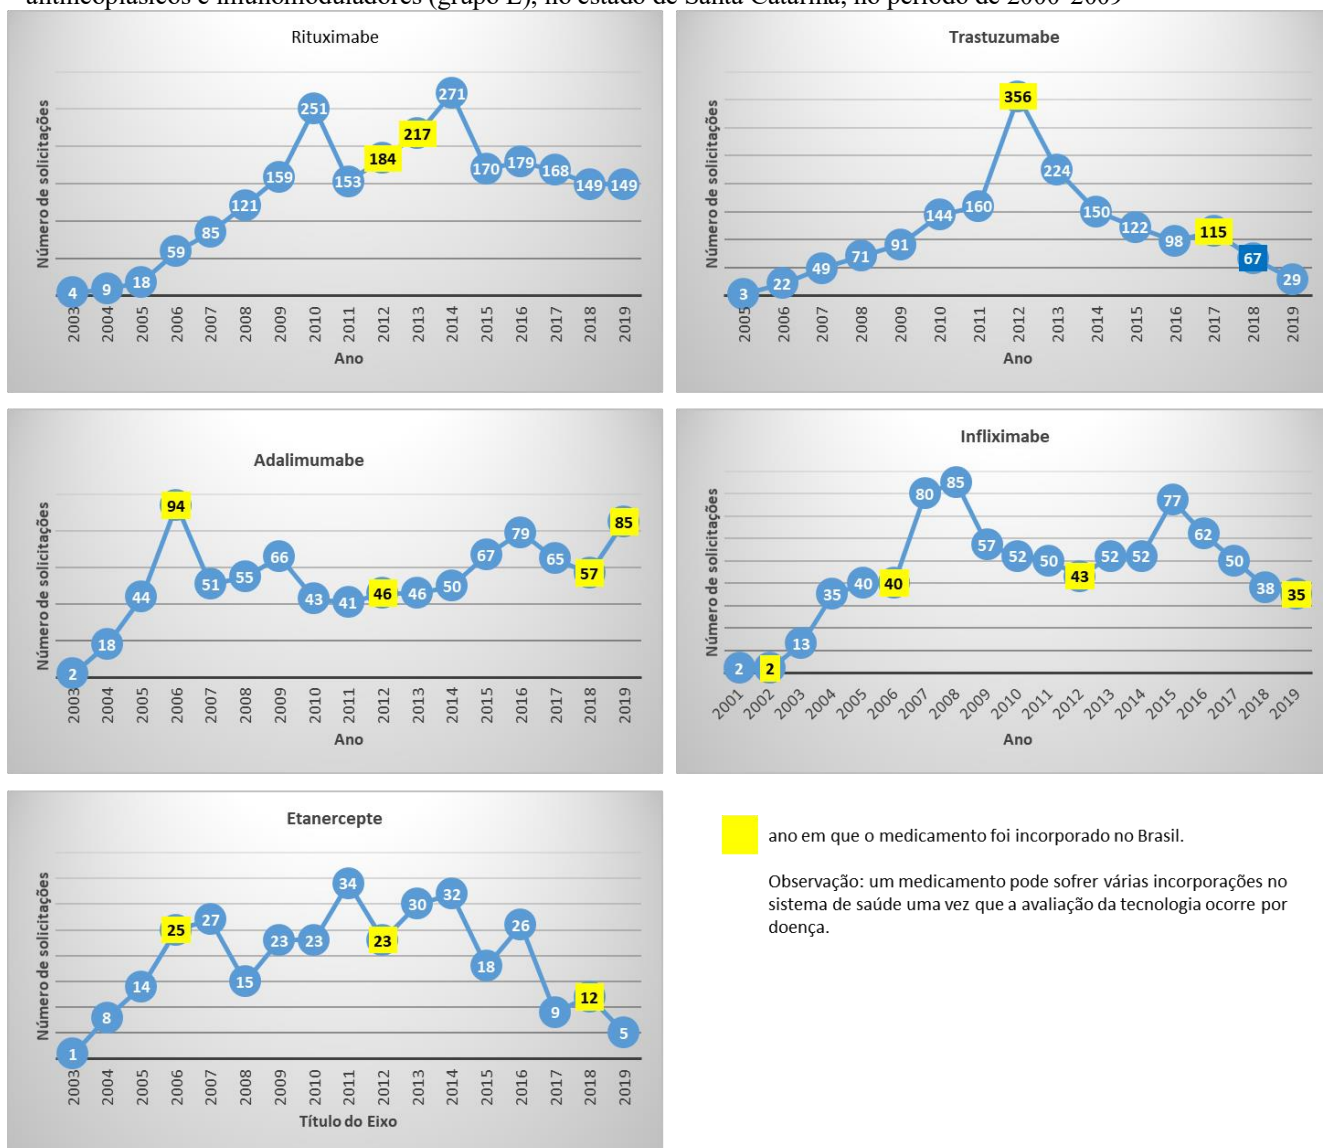 antineoplásicos e imunomoduladores (grupo L), no estado de Santa Catarina, no período de 2000-2009
Rituximabe
Número de solicitações
4 9 18 59 85 121 159 251 153 184 217 271 170 179 168 149 149
2003 2004 2005 2006 2007 2008 2009 2010 2011 2012 2013 2014 2015 2016 2017 2018 2019
Ano
Trastuzumabe
Número de solicitações
3 22 49 71 91 144 160 356 224 150 122 98 115 67 29
2005 2006 2007 2008 2009 2010 2011 2012 2013 2014 2015 2016 2017 2018 2019
Ano
Adalimumabe
Número de solicitações
2 18 44 94 51 55 66 43 41 46 46 50 67 79 65 57 85
2003 2004 2005 2006 2007 2008 2009 2010 2011 2012 2013 2014 2015 2016 2017 2018 2019
Ano
Infliximabe
Número de solicitações
2 2 13 35 40 40 80 85 57 52 50 43 52 52 77 62 50 38 35
2001 2002 2003 2004 2005 2006 2007 2008 2009 2010 2011 2012 2013 2014 2015 2016 2017 2018 2019
Ano
Etanercepte
Número de solicitações
1 8 14 25 27 15 23 23 34 23 30 32 18 26 9 12 5
2003 2004 2005 2006 2007 2008 2009 2010 2011 2012 2013 2014 2015 2016 2017 2018 2019
Título do Eixo
ano em que o medicamento foi incorporado no Brasil.
Observação: um medicamento pode sofrer várias incorporações no
sistema de saúde uma vez que a avaliação da tecnologia ocorre por
doença.